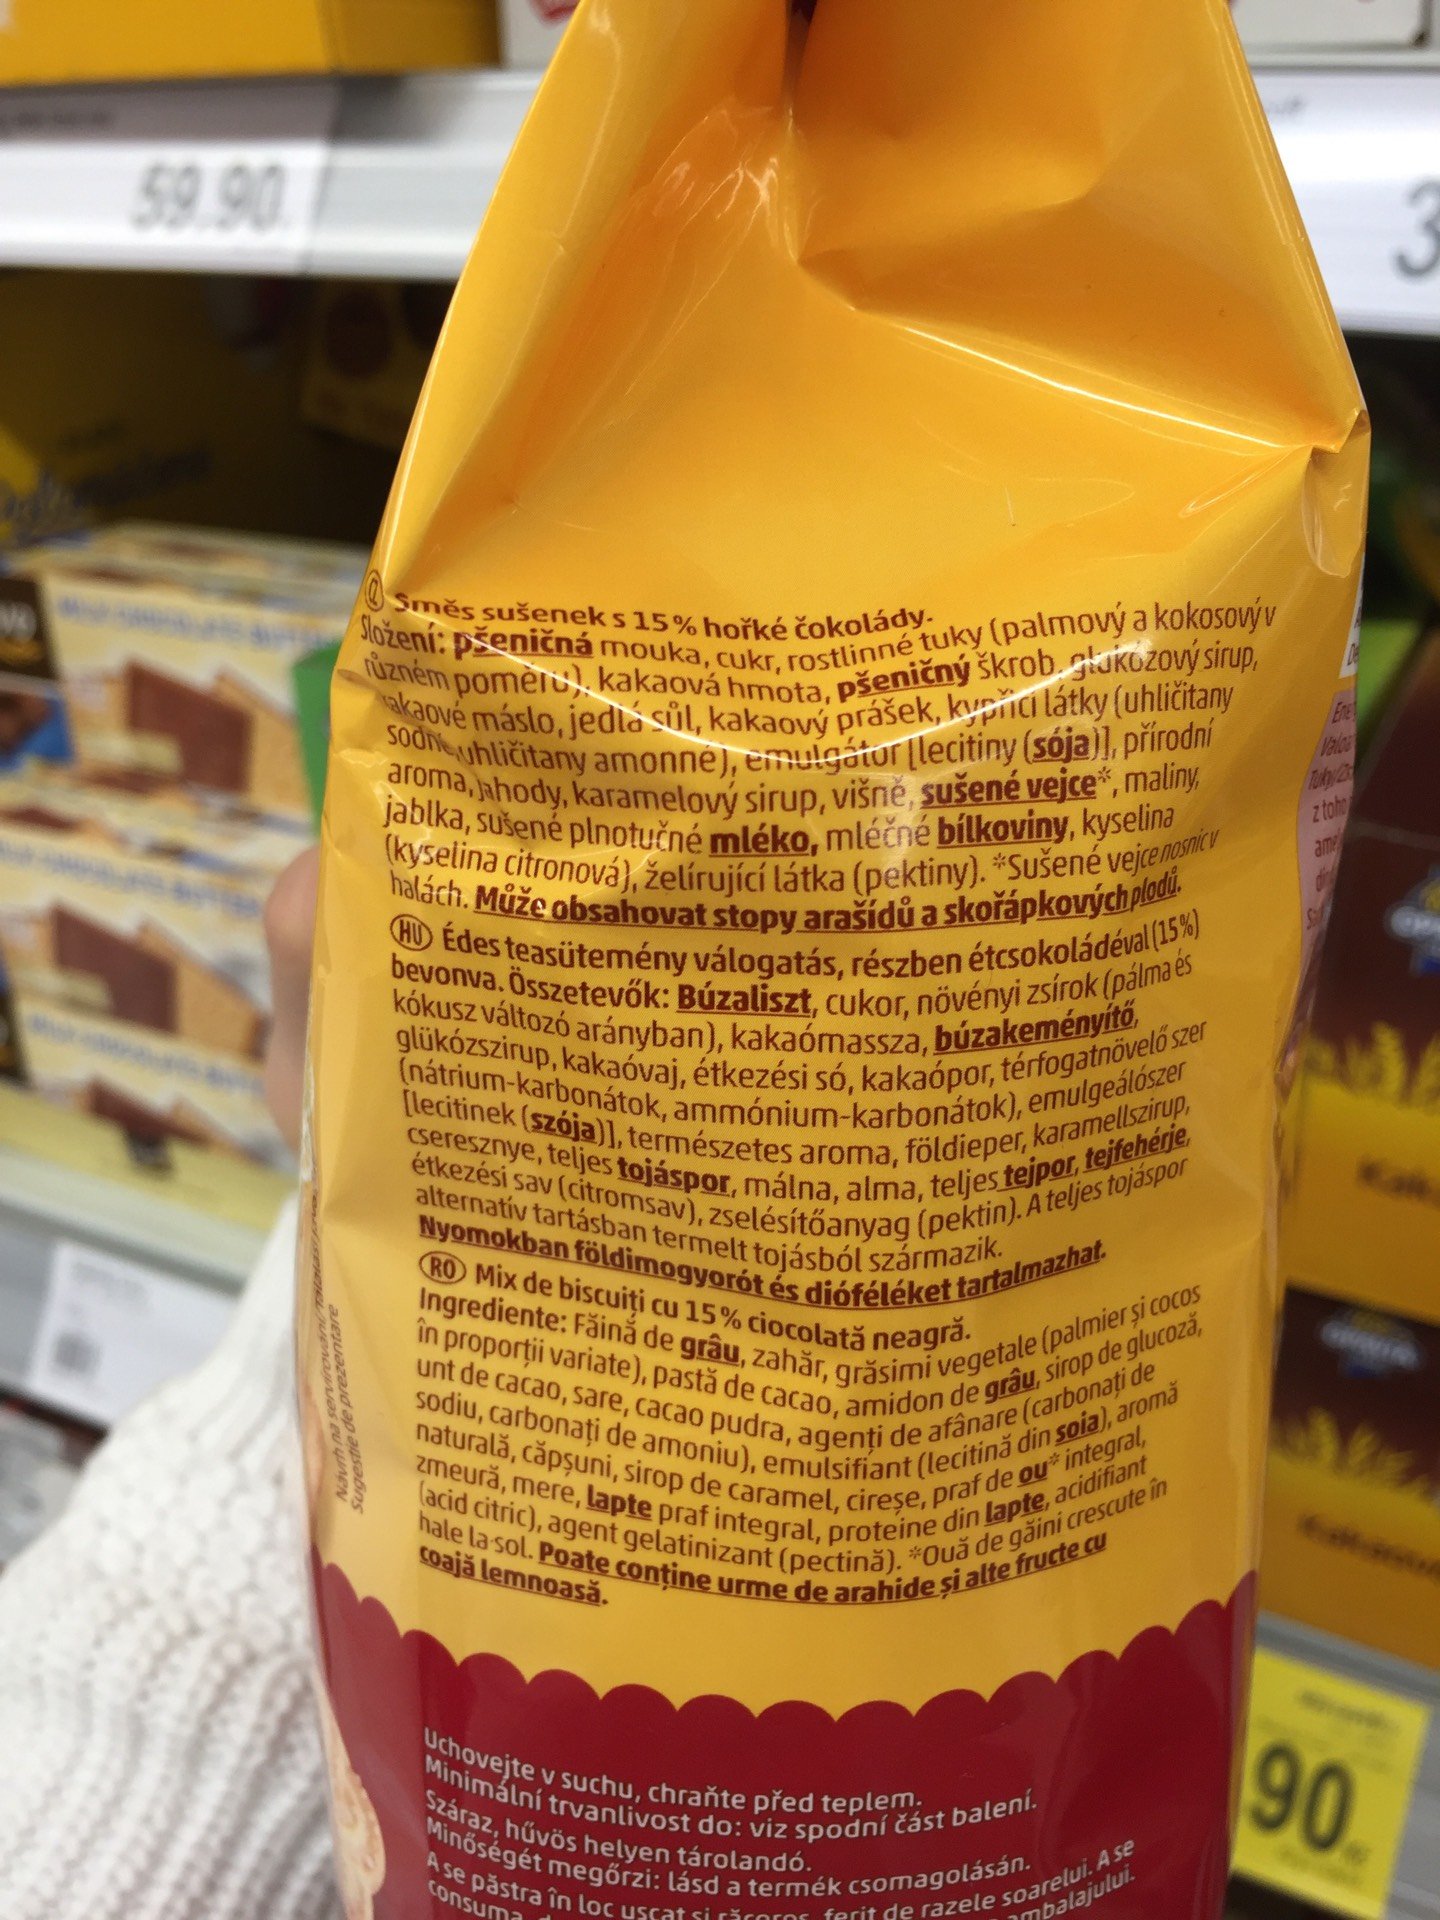 59.90
3
CZ Směs sušenek s 15% hořké čokolády.
Složení: pšeničná mouka, cukr, rostlinné tuky (palmový a kokosový v
různém poměru), kakaová hmota, pšeničný škrob, glukózový sirup,
kakaové máslo, jedlá sůl, kakaový prášek, kypřicí látky (uhličitany
sodné, uhličitany amonné), emulgátor [lecitiny (sója)], přírodní
aroma, jahody, karamelový sirup, višně, sušené vejce*, maliny,
jablka, sušené plnotučné mléko, mléčné bílkoviny, kyselina
(kyselina citronová), želírující látka (pektiny). *Sušené vejce nosnic v
halách. Může obsahovat stopy arašídů a skořápkových plodů.
HU Édes teasütemény válogatás, részben étcsokoládéval (15%)
bevonva. Összetevők: Búzaliszt, cukor, növényi zsírok (pálma és
kókusz változó arányban), kakaómassza, búzakeményítő,
glükózszirup, kakaóvaj, étkezési só, kakaópor, térfogatnövelő szer
(nátrium-karbonátok, ammónium-karbonátok), emulgeálószer
[lecitinek (szója)], természetes aroma, földieper, karamellszirup,
cseresznye, teljes tojáspor, málna, alma, teljes tejpor, tejfehérje,
étkezési sav (citromsav), zselésítőanyag (pektin). A teljes tojáspor
alternatív tartásban termelt tojásból származik.
Nyomokban földimogyorót és dióféléket tartalmazhat.
RO Mix de biscuiți cu 15% ciocolată neagră.
Ingrediente: Făină de grâu, zahăr, grăsimi vegetale (palmier și cocos
în proporții variate), pastă de cacao, amidon de grâu, sirop de glucoză,
unt de cacao, sare, cacao pudra, agenți de afânare (carbonați de
sodiu, carbonați de amoniu), emulsifiant (lecitină din soia), aromă
naturală, căpșuni, sirop de caramel, cireșe, praf de ou* integral,
zmeură, mere, lapte praf integral, proteine din lapte, acidifiant
(acid citric), agent gelatinizant (pectină). *Ouă de găini crescute în
hale la sol. Poate conține urme de arahide și alte fructe cu
coajă lemnoasă.
Návrh na servírování
Sugestie de prezentare
Uchovejte v suchu, chraňte před teplem.
Minimální trvanlivost do: viz spodní část balení.
Száraz, hűvös helyen tárolandó.
Minőségét megőrzi: lásd a termék csomagolásán.
A se păstra în loc uscat și răcoros, ferit de razele soarelui. A se
consuma ambalajului.
90